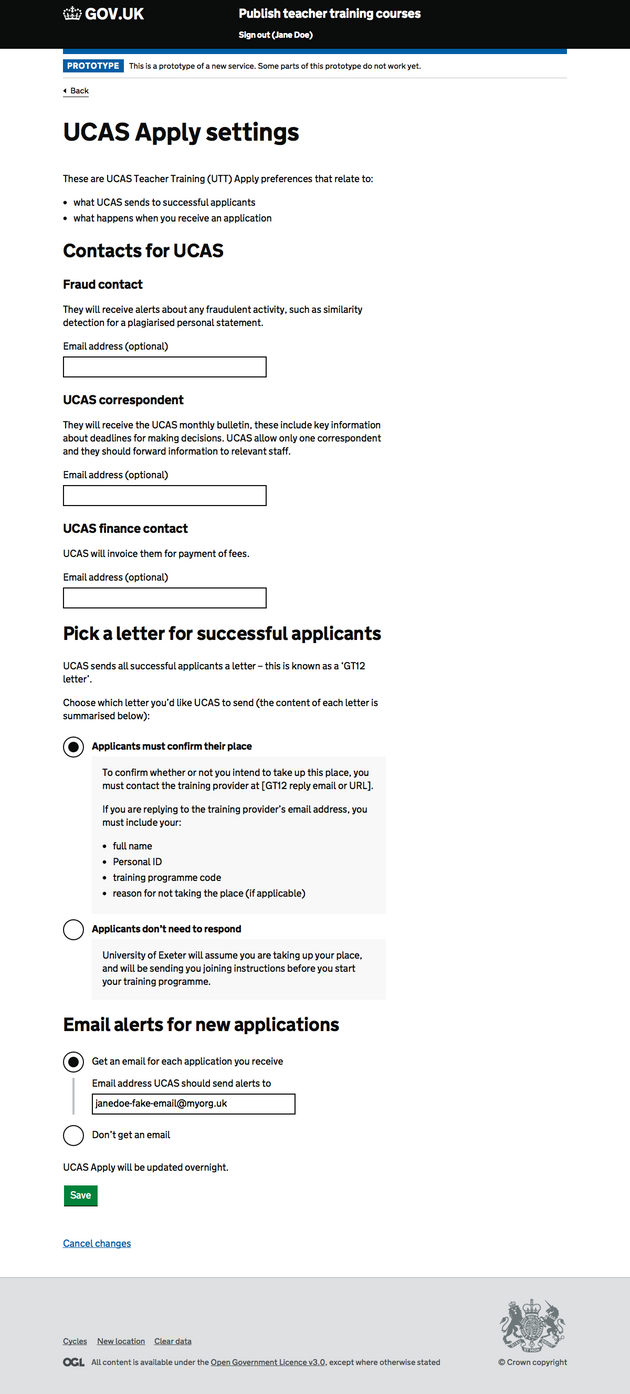 GOV.UK
Publish teacher training courses
Sign out (Jane Doe)
PROTOTYPE This is a prototype of a new service. Some parts of this prototype do not work yet.
Back
UCAS Apply settings
These are UCAS Teacher Training (UTT) Apply preferences that relate to:
• what UCAS sends to successful applicants
• what happens when you receive an application
Contacts for UCAS
Fraud contact
They will receive alerts about any fraudulent activity, such as similarity
detection for a plagiarised personal statement.
Email address (optional)
UCAS correspondent
They will receive the UCAS monthly bulletin, these include key information
about deadlines for making decisions. UCAS allow only one correspondent
and they should forward information to relevant staff.
Email address (optional)
UCAS finance contact
UCAS will invoice them for payment of fees.
Email address (optional)
Pick a letter for successful applicants
UCAS sends all successful applicants a letter – this is known as a ‘GT12
letter’.
Choose which letter you’d like UCAS to send (the content of each letter is
summarised below):
Applicants must confirm their place
To confirm whether or not you intend to take up this place, you
must contact the training provider at [GT12 reply email or URL].
If you are replying to the training provider’s email address, you
must include your:
• full name
• Personal ID
• training programme code
• reason for not taking the place (if applicable)
Applicants don’t need to respond
University of Exeter will assume you are taking up your place,
and will be sending you joining instructions before you start
your training programme.
Email alerts for new applications
Get an email for each application you receive
Email address UCAS should send alerts to
janedoe-fake-email@myorg.uk
Don’t get an email
UCAS Apply will be updated overnight.
Save
Cancel changes
Cycles New location Clear data
OGL All content is available under the Open Government Licence v3.0, except where otherwise stated
© Crown copyright